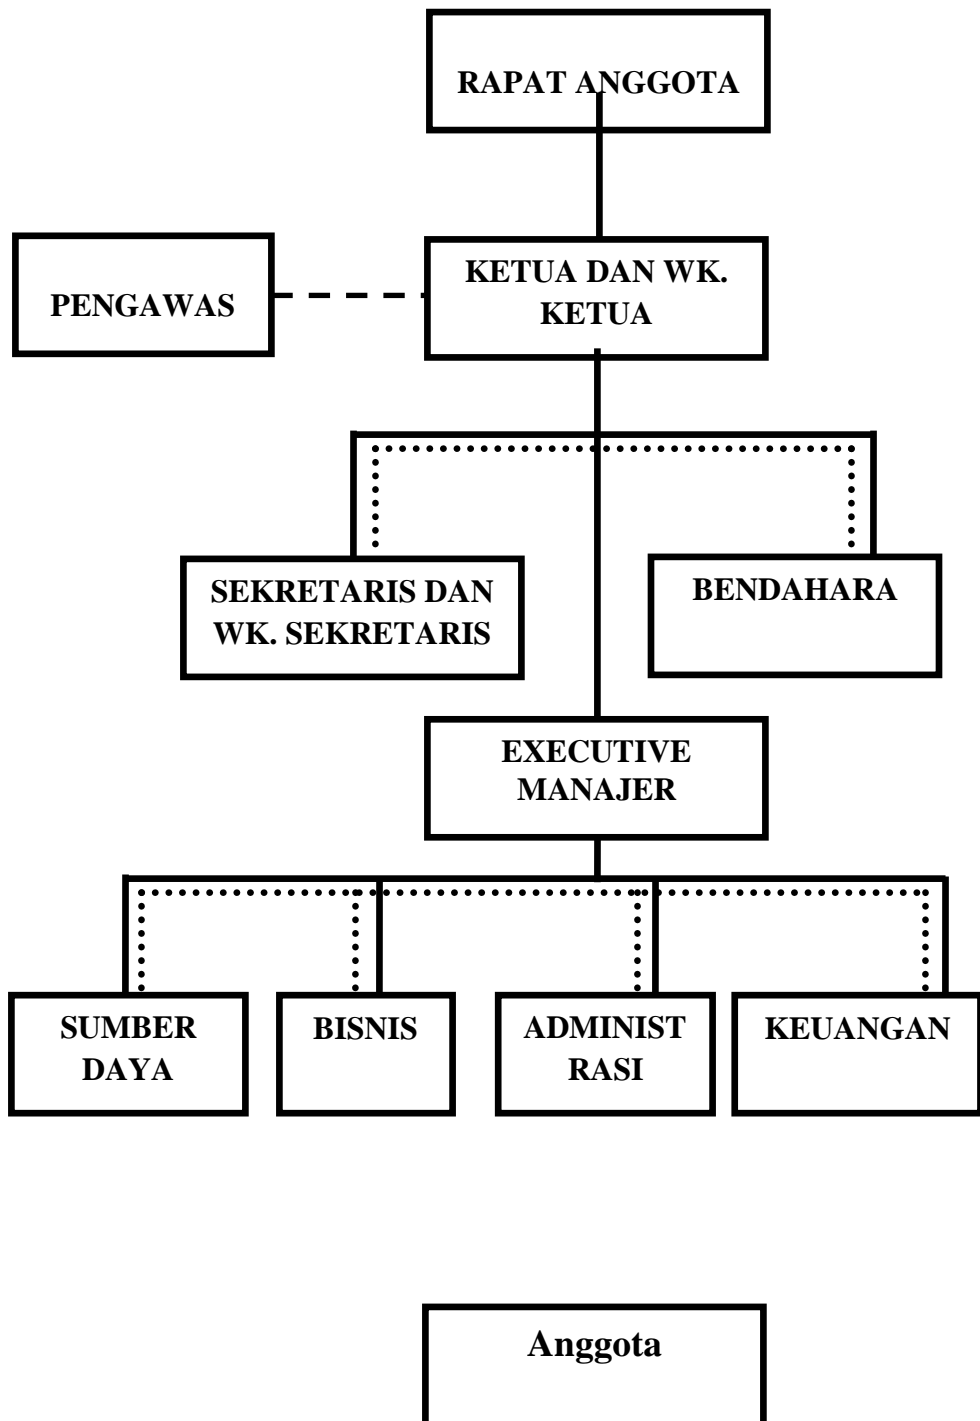 RAPAT ANGGOTA
PENGAWAS
KETUA DAN WK.
KETUA
SEKRETARIS DAN
WK. SEKRETARIS
BENDAHARA
EXECUTIVE
MANAJER
SUMBER
DAYA
BISNIS
ADMINIST
RASI
KEUANGAN
Anggota